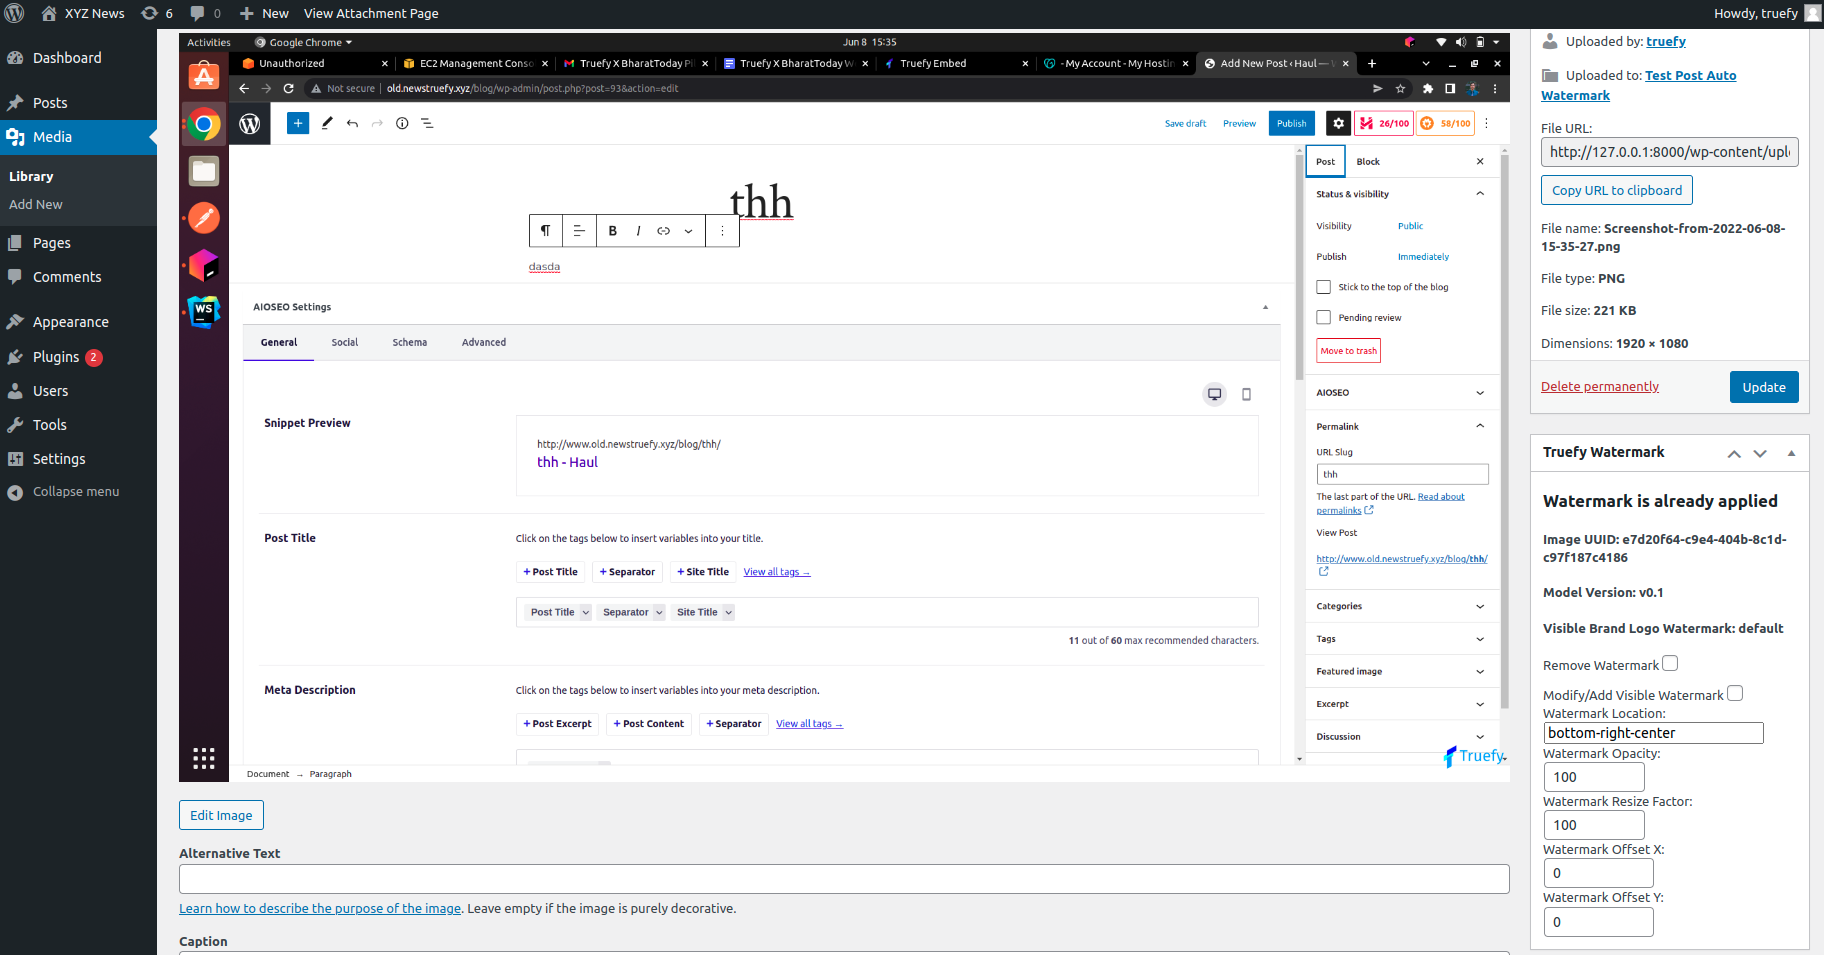 XYZ News
6
0
New
View Attachment Page
Howdy, truefy
Dashboard
Posts
Media
Library
Add New
Pages
Comments
Appearance
Plugins 2
Users
Tools
Settings
Collapse menu
Activities
Google Chrome
Jun 8 15:35
Unauthorized
EC2 Management Conso
Truefy X BharatToday Pl
Truefy X BharatToday W
Truefy Embed
- My Account - My Hostin
Add New Post ‹ Haul —
Not secure
old.newstruefy.xyz/blog/wp-admin/post.php?post=93&action=edit
Save draft
Preview
Publish
26/100
58/100
thh
B I
dasda
AIOSEO Settings
General
Social
Schema
Advanced
Snippet Preview
http://www.old.newstruefy.xyz/blog/thh/
thh - Haul
Post Title
Click on the tags below to insert variables into your title.
+ Post Title
+ Separator
+ Site Title
View all tags →
Post Title
Separator
Site Title
11 out of 60 max recommended characters.
Meta Description
Click on the tags below to insert variables into your meta description.
+ Post Excerpt
+ Post Content
+ Separator
View all tags →
Document → Paragraph
Post
Block
Status & visibility
Visibility
Public
Publish
Immediately
Stick to the top of the blog
Pending review
Move to trash
AIOSEO
Permalink
URL Slug
thh
The last part of the URL. Read about
permalinks
View Post
http://www.old.newstruefy.xyz/blog/thh/
Categories
Tags
Featured image
Excerpt
Discussion
Truefy
WS
Edit Image
Alternative Text
Learn how to describe the purpose of the image. Leave empty if the image is purely decorative.
Caption
Uploaded by: truefy
Uploaded to: Test Post Auto
Watermark
File URL:
http://127.0.0.1:8000/wp-content/uplo
Copy URL to clipboard
File name: Screenshot-from-2022-06-08-
15-35-27.png
File type: PNG
File size: 221 KB
Dimensions: 1920 × 1080
Delete permanently
Update
Truefy Watermark
Watermark is already applied
Image UUID: e7d20f64-c9e4-404b-8c1d-
c97f187c4186
Model Version: v0.1
Visible Brand Logo Watermark: default
Remove Watermark
Modify/Add Visible Watermark
Watermark Location:
bottom-right-center
Watermark Opacity:
100
Watermark Resize Factor:
100
Watermark Offset X:
0
Watermark Offset Y:
0